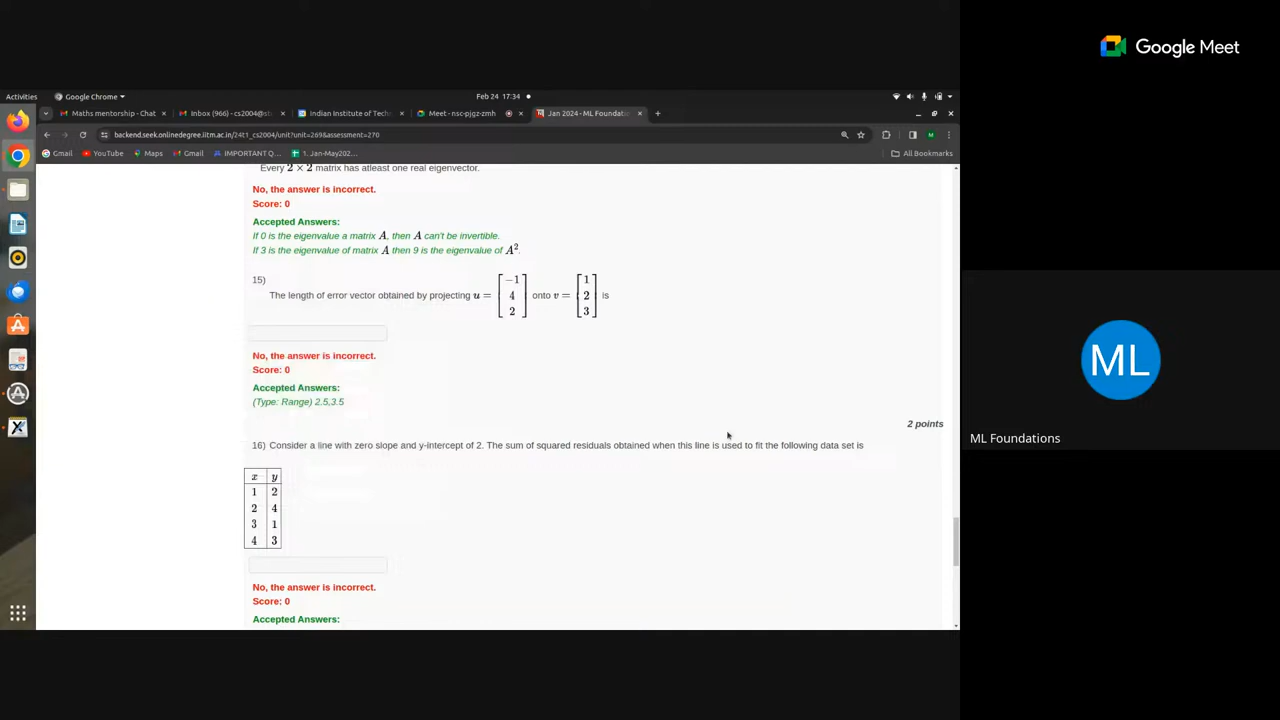 Google Meet
Activities
Google Chrome
Feb 24 17:34
Maths mentorship - Chat
Inbox (966) - cs2004@st
Indian Institute of Techn
Meet - nsc-pjgz-zmh
Jan 2024 - ML Foundatio
backend.seek.onlinedegree.iitm.ac.in/24t1_cs2004/unit?unit=269&assessment=270
Gmail
YouTube
Maps
Gmail
IMPORTANT Q...
1. Jan-May202...
All Bookmarks
Every 2 × 2 matrix has atleast one real eigenvector.
No, the answer is incorrect.
Score: 0
Accepted Answers:
If 0 is the eigenvalue a matrix A, then A can't be invertible.
If 3 is the eigenvalue of matrix A then 9 is the eigenvalue of A².
15)
The length of error vector obtained by projecting u = [−1 4 2] onto v = [1 2 3] is
No, the answer is incorrect.
Score: 0
Accepted Answers:
(Type: Range) 2.5,3.5
2 points
16) Consider a line with zero slope and y-intercept of 2. The sum of squared residuals obtained when this line is used to fit the following data set is
x y
1 2
2 4
3 1
4 3
No, the answer is incorrect.
Score: 0
Accepted Answers:
ML
ML Foundations